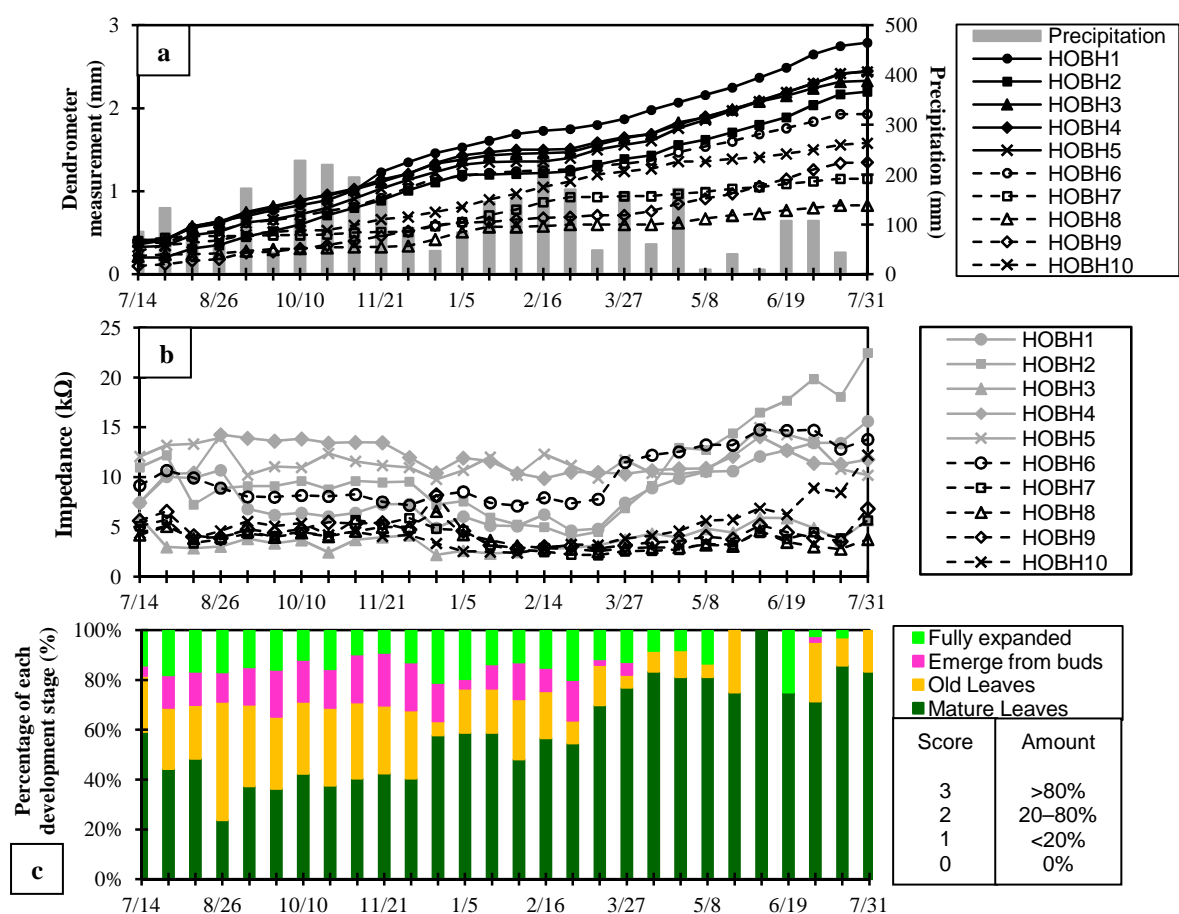 a
Dendrometer
measurement (mm)
3
2
1
0
500
400
300
200
100
0
Precipitation (mm)
7/14 8/26 10/10 11/21 1/5 2/16 3/27 5/8 6/19 7/31
Precipitation
HOBH1
HOBH2
HOBH3
HOBH4
HOBH5
HOBH6
HOBH7
HOBH8
HOBH9
HOBH10
b
Impedance (kΩ)
25
20
15
10
5
0
7/14 8/26 10/10 11/21 1/5 2/14 3/27 5/8 6/19 7/31
HOBH1
HOBH2
HOBH3
HOBH4
HOBH5
HOBH6
HOBH7
HOBH8
HOBH9
HOBH10
c
Percentage of each
development stage (%)
100%
80%
60%
40%
20%
0%
7/14 8/26 10/10 11/21 1/5 2/16 3/27 5/8 6/19 7/31
Fully expanded
Emerge from buds
Old Leaves
Mature Leaves
Score Amount
3 >80%
2 20–80%
1 <20%
0 0%